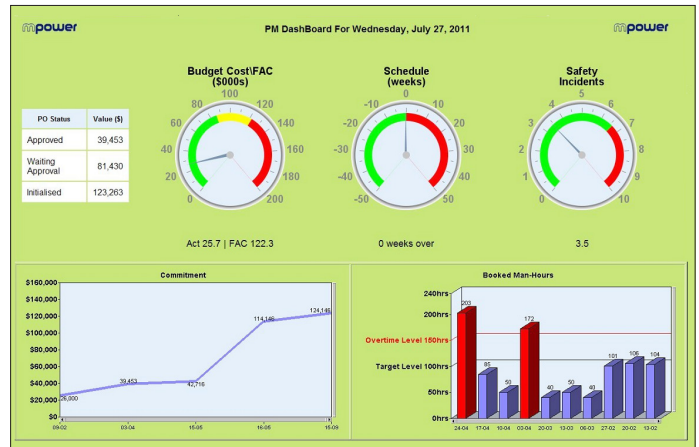 mpower
PM DashBoard For Wednesday, July 27, 2011
mpower
PO Status Value ($)
Approved 39,453
Waiting
Approval 81,430
Initialised 123,263
Budget Cost\FAC
($000s)
0 20 40 60 80 100 120 140 160 180 200
Act 25.7 | FAC 122.3
Schedule
(weeks)
-50 -40 -30 -20 -10 0 10 20 30 40 50
0 weeks over
Safety
Incidents
0 1 2 3 4 5 6 7 8 9 10
3.5
Commitment
$160,000
$140,000
$120,000
$100,000
$80,000
$60,000
$40,000
$20,000
$0
26,000 39,453 42,716 114,146 124,146
09-02 03-04 15-05 16-05 15-09
Booked Man-Hours
240hrs
200hrs
Overtime Level 150hrs
Target Level 100hrs
50hrs
0hrs
203 85 50 172 40 50 40 101 106 104
24-04 17-04 10-04 03-04 20-03 13-03 06-03 27-02 20-02 13-02